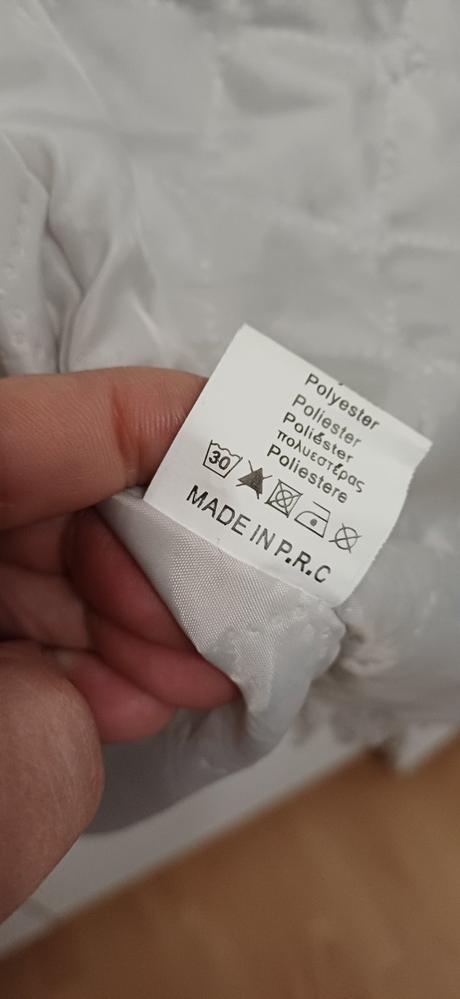 Polyester
Poliester
Poliéster
πολυεστέρας
Poliestere
30
MADE IN P.R.C